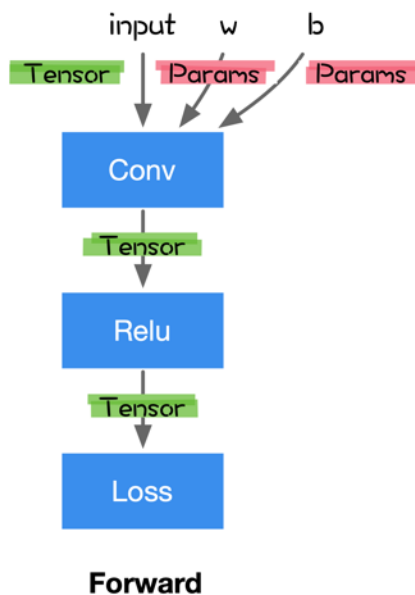 input w b
Tensor Params Params
Conv
Tensor
Relu
Tensor
Loss
Forward